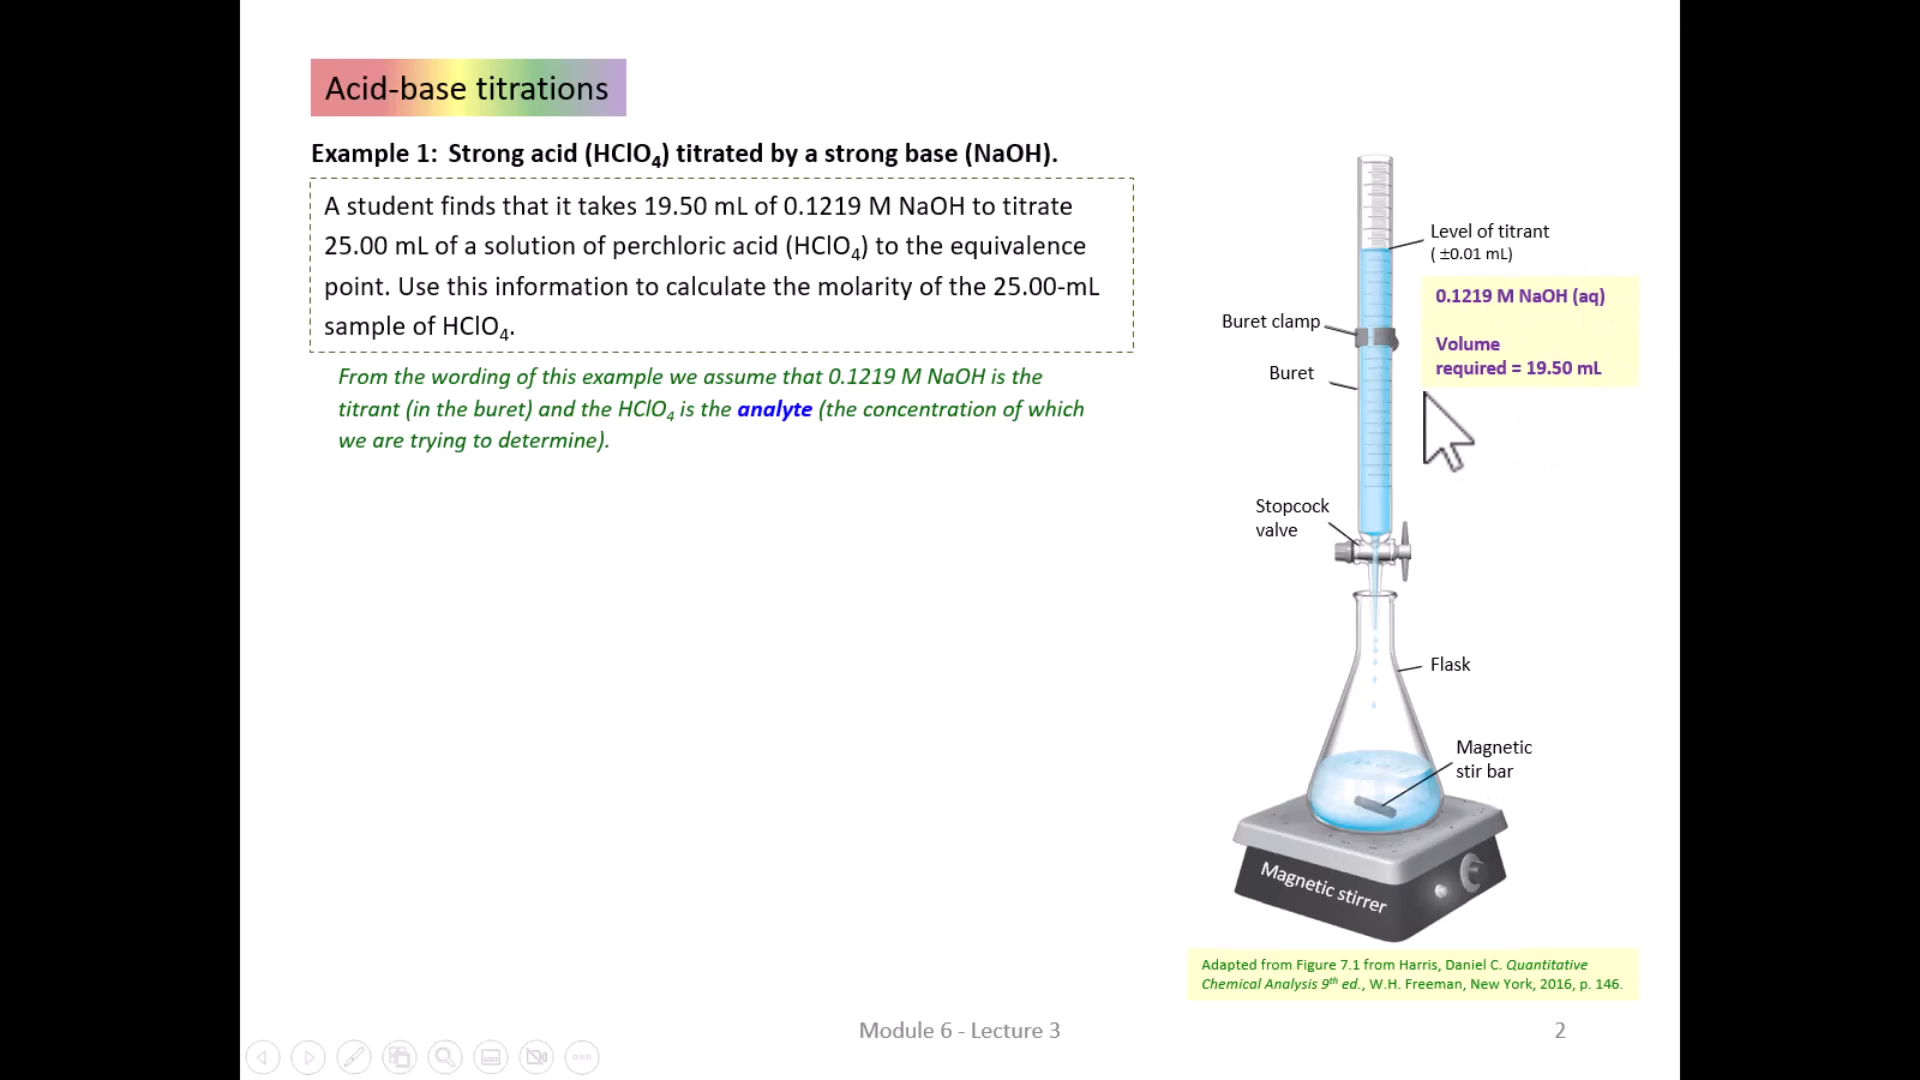 Acid-base titrations
Example 1: Strong acid (HClO₄) titrated by a strong base (NaOH).
A student finds that it takes 19.50 mL of 0.1219 M NaOH to titrate
25.00 mL of a solution of perchloric acid (HClO₄) to the equivalence
point. Use this information to calculate the molarity of the 25.00-mL
sample of HClO₄.
From the wording of this example we assume that 0.1219 M NaOH is the
titrant (in the buret) and the HClO₄ is the analyte (the concentration of which
we are trying to determine).
Level of titrant
( ±0.01 mL)
0.1219 M NaOH (aq)
Volume
required = 19.50 mL
Buret clamp
Buret
Stopcock
valve
Flask
Magnetic
stir bar
Magnetic stirrer
Adapted from Figure 7.1 from Harris, Daniel C. Quantitative
Chemical Analysis 9th ed., W.H. Freeman, New York, 2016, p. 146.
Module 6 - Lecture 3
2